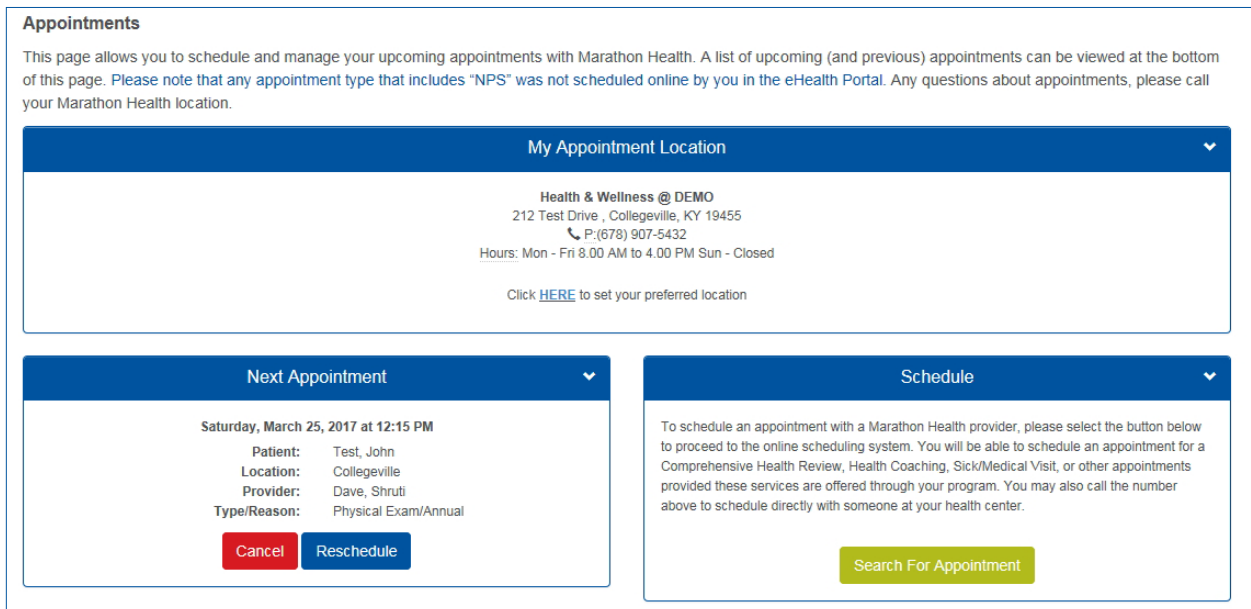 Appointments
This page allows you to schedule and manage your upcoming appointments with Marathon Health. A list of upcoming (and previous) appointments can be viewed at the bottom
of this page. Please note that any appointment type that includes “NPS” was not scheduled online by you in the eHealth Portal. Any questions about appointments, please call
your Marathon Health location.
My Appointment Location
Health & Wellness @ DEMO
212 Test Drive , Collegeville, KY 19455
P:(678) 907-5432
Hours: Mon - Fri 8.00 AM to 4.00 PM Sun - Closed
Click HERE to set your preferred location
Next Appointment
Saturday, March 25, 2017 at 12:15 PM
Patient: Test, John
Location: Collegeville
Provider: Dave, Shruti
Type/Reason: Physical Exam/Annual
Cancel Reschedule
Schedule
To schedule an appointment with a Marathon Health provider, please select the button below
to proceed to the online scheduling system. You will be able to schedule an appointment for a
Comprehensive Health Review, Health Coaching, Sick/Medical Visit, or other appointments
provided these services are offered through your program. You may also call the number
above to schedule directly with someone at your health center.
Search For Appointment